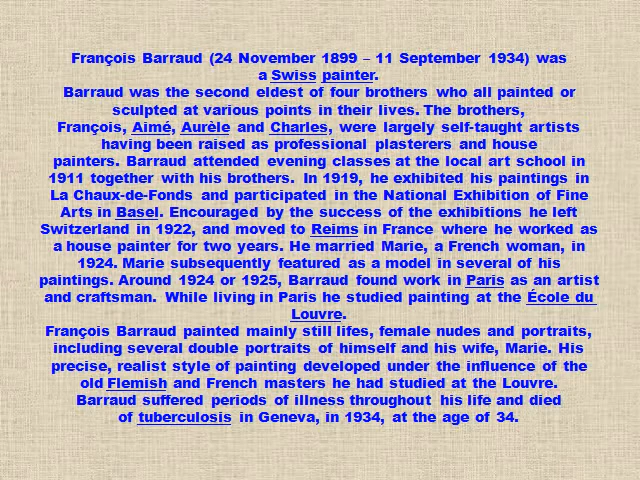 François Barraud (24 November 1899 – 11 September 1934) was
a Swiss painter.
Barraud was the second eldest of four brothers who all painted or
sculpted at various points in their lives. The brothers,
François, Aimé, Aurèle and Charles, were largely self-taught artists
having been raised as professional plasterers and house
painters. Barraud attended evening classes at the local art school in
1911 together with his brothers. In 1919, he exhibited his paintings in
La Chaux-de-Fonds and participated in the National Exhibition of Fine
Arts in Basel. Encouraged by the success of the exhibitions he left
Switzerland in 1922, and moved to Reims in France where he worked as
a house painter for two years. He married Marie, a French woman, in
1924. Marie subsequently featured as a model in several of his
paintings. Around 1924 or 1925, Barraud found work in Paris as an artist
and craftsman. While living in Paris he studied painting at the École du
Louvre.
François Barraud painted mainly still lifes, female nudes and portraits,
including several double portraits of himself and his wife, Marie. His
precise, realist style of painting developed under the influence of the
old Flemish and French masters he had studied at the Louvre.
Barraud suffered periods of illness throughout his life and died
of tuberculosis in Geneva, in 1934, at the age of 34.